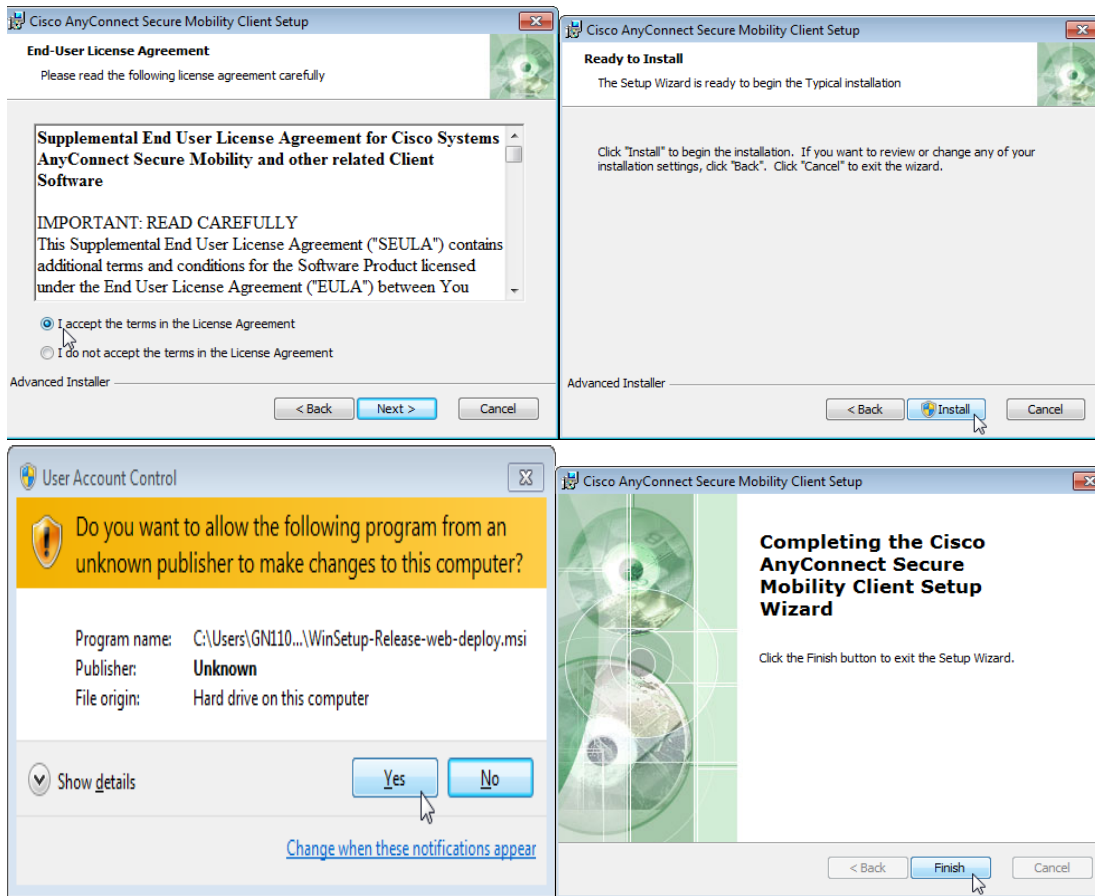 Cisco AnyConnect Secure Mobility Client Setup
End-User License Agreement
Please read the following license agreement carefully
Supplemental End User License Agreement for Cisco Systems
AnyConnect Secure Mobility and other related Client
Software
IMPORTANT: READ CAREFULLY
This Supplemental End User License Agreement ("SEULA") contains
additional terms and conditions for the Software Product licensed
under the End User License Agreement ("EULA") between You
I accept the terms in the License Agreement
I do not accept the terms in the License Agreement
Advanced Installer
< Back
Next >
Cancel
Cisco AnyConnect Secure Mobility Client Setup
Ready to Install
The Setup Wizard is ready to begin the Typical installation
Click "Install" to begin the installation. If you want to review or change any of your
installation settings, click "Back". Click "Cancel" to exit the wizard.
Advanced Installer
< Back
Install
Cancel
User Account Control
Do you want to allow the following program from an
unknown publisher to make changes to this computer?
Program name: C:\Users\GN110...\WinSetup-Release-web-deploy.msi
Publisher: Unknown
File origin: Hard drive on this computer
Show details
Yes
No
Change when these notifications appear
Cisco AnyConnect Secure Mobility Client Setup
Completing the Cisco
AnyConnect Secure
Mobility Client Setup
Wizard
Click the Finish button to exit the Setup Wizard.
< Back
Finish
Cancel